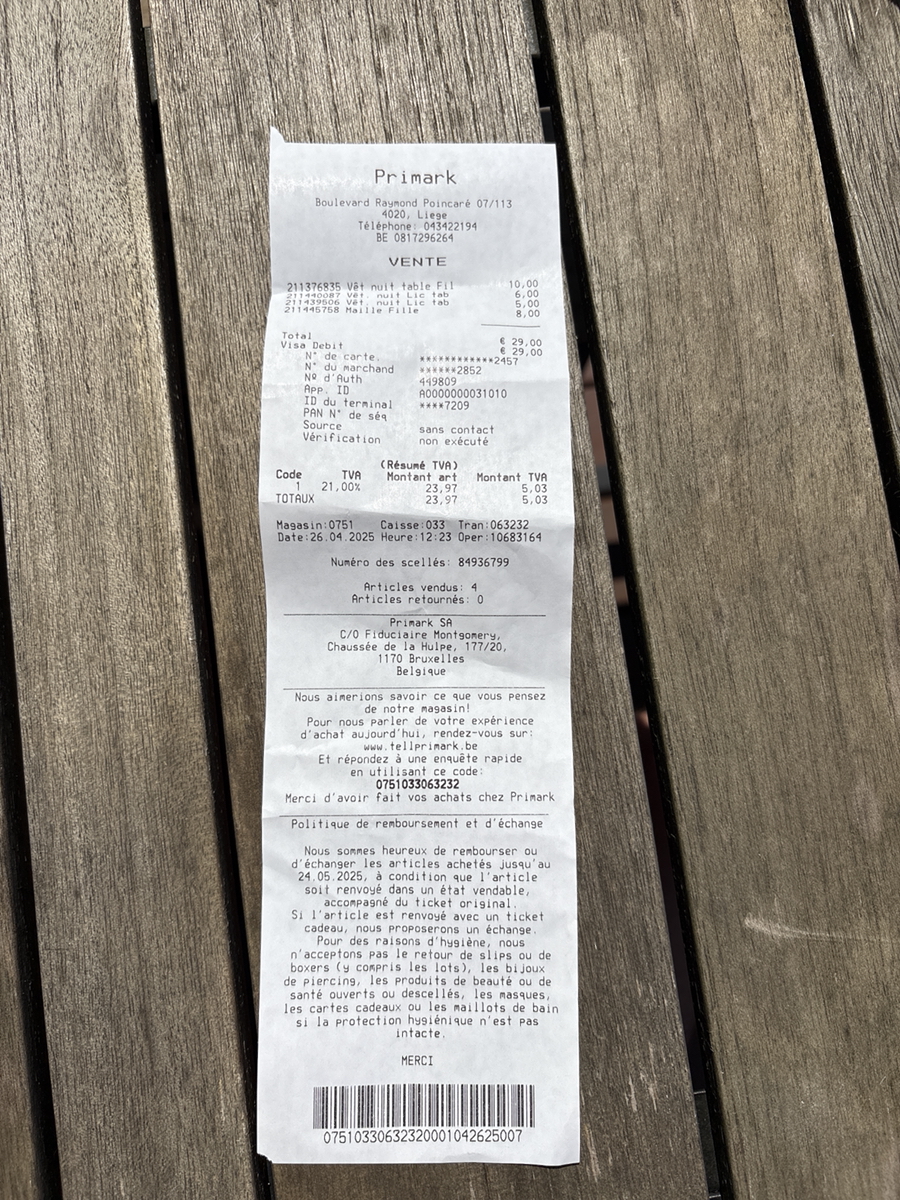 Primark
Boulevard Raymond Poincaré 07/113
4020, Liege
Téléphone: 043422194
BE 0817296264
VENTE
211376835 Vêt nuit table Fil 10,00
211440087 Vêt. nuit Lic tab 6,00
211439506 Vêt. nuit Lic tab 5,00
211445758 Maille Fille 8,00
Total € 29,00
Visa Debit € 29,00
N° de carte. ************2457
N° du marchand ******2852
Nº d'Auth 449809
App. ID A0000000031010
ID du terminal ****7209
PAN N° de séq
Source sans contact
Vérification non exécuté
(Résumé TVA)
Code TVA Montant art Montant TVA
1 21,00% 23,97 5,03
TOTAUX 23,97 5,03
Magasin:0751 Caisse:033 Tran:063232
Date:26.04.2025 Heure:12:23 Oper:10683164
Numéro des scellés: 84936799
Articles vendus: 4
Articles retournés: 0
Primark SA
C/O Fiduciaire Montgomery,
Chaussée de la Hulpe, 177/20,
1170 Bruxelles
Belgique
Nous aimerions savoir ce que vous pensez
de notre magasin!
Pour nous parler de votre expérience
d'achat aujourd'hui, rendez-vous sur:
www.tellprimark.be
Et répondez à une enquête rapide
en utilisant ce code:
0751033063232
Merci d'avoir fait vos achats chez Primark
Politique de remboursement et d'échange
Nous sommes heureux de rembourser ou
d'échanger les articles achetés jusqu'au
24.05.2025, à condition que l'article
soit renvoyé dans un état vendable,
accompagné du ticket original.
Si l'article est renvoyé avec un ticket
cadeau, nous proposerons un échange.
Pour des raisons d'hygiène, nous
n'acceptons pas le retour de slips ou de
boxers (y compris les lots), les bijoux
de piercing, les produits de beauté ou de
santé ouverts ou descellés, les masques,
les cartes cadeaux ou les maillots de bain
si la protection hygiénique n'est pas
intacte.
MERCI
07510330632320001042625007